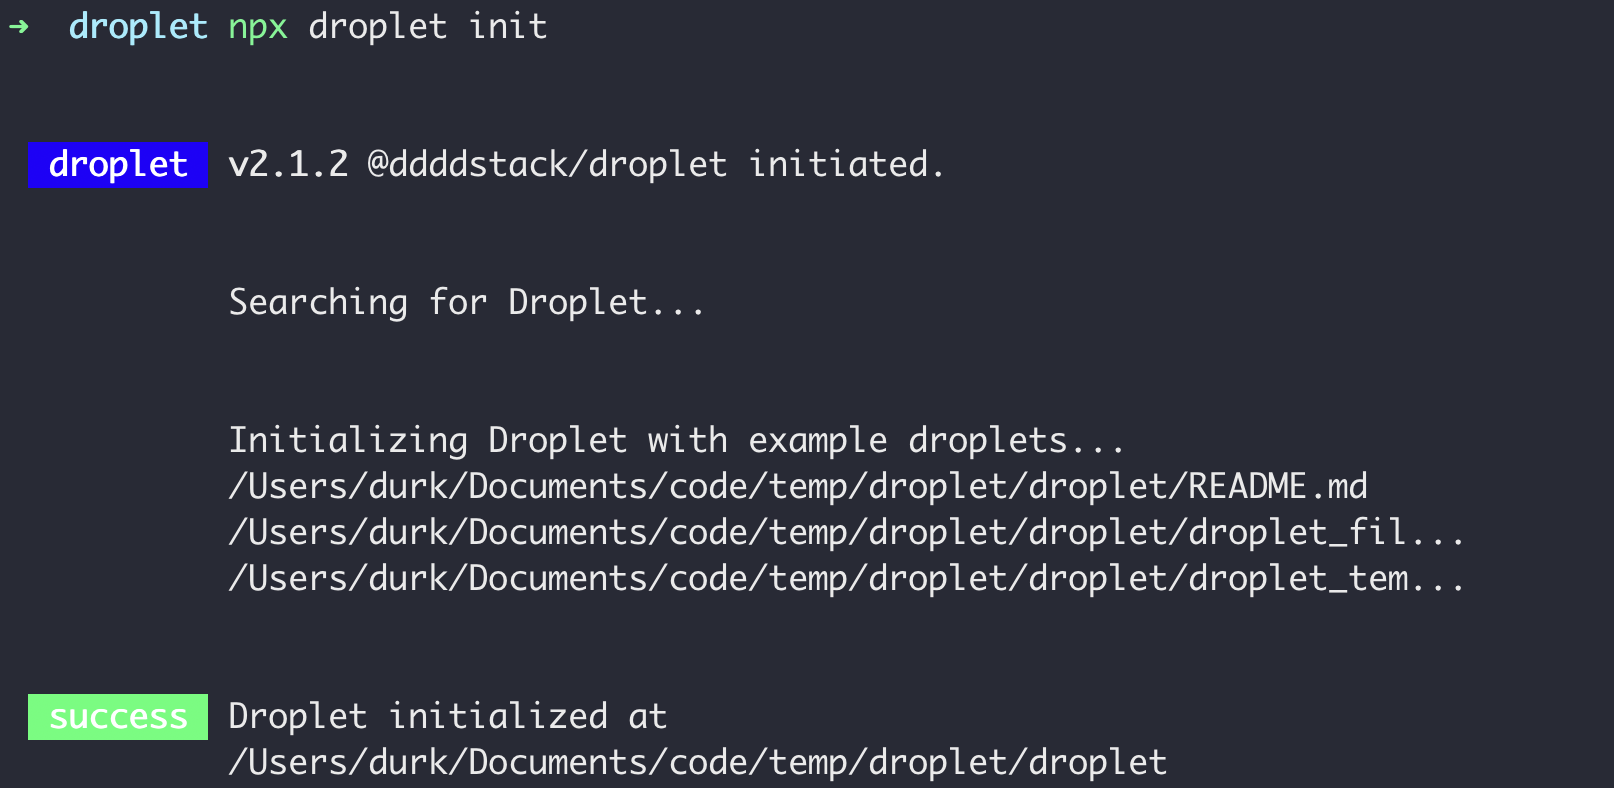 ➜ droplet npx droplet init
droplet v2.1.2 @ddddstack/droplet initiated.
Searching for Droplet...
Initializing Droplet with example droplets...
/Users/durk/Documents/code/temp/droplet/droplet/README.md
/Users/durk/Documents/code/temp/droplet/droplet/droplet_fil...
/Users/durk/Documents/code/temp/droplet/droplet/droplet_tem...
success Droplet initialized at
/Users/durk/Documents/code/temp/droplet/droplet